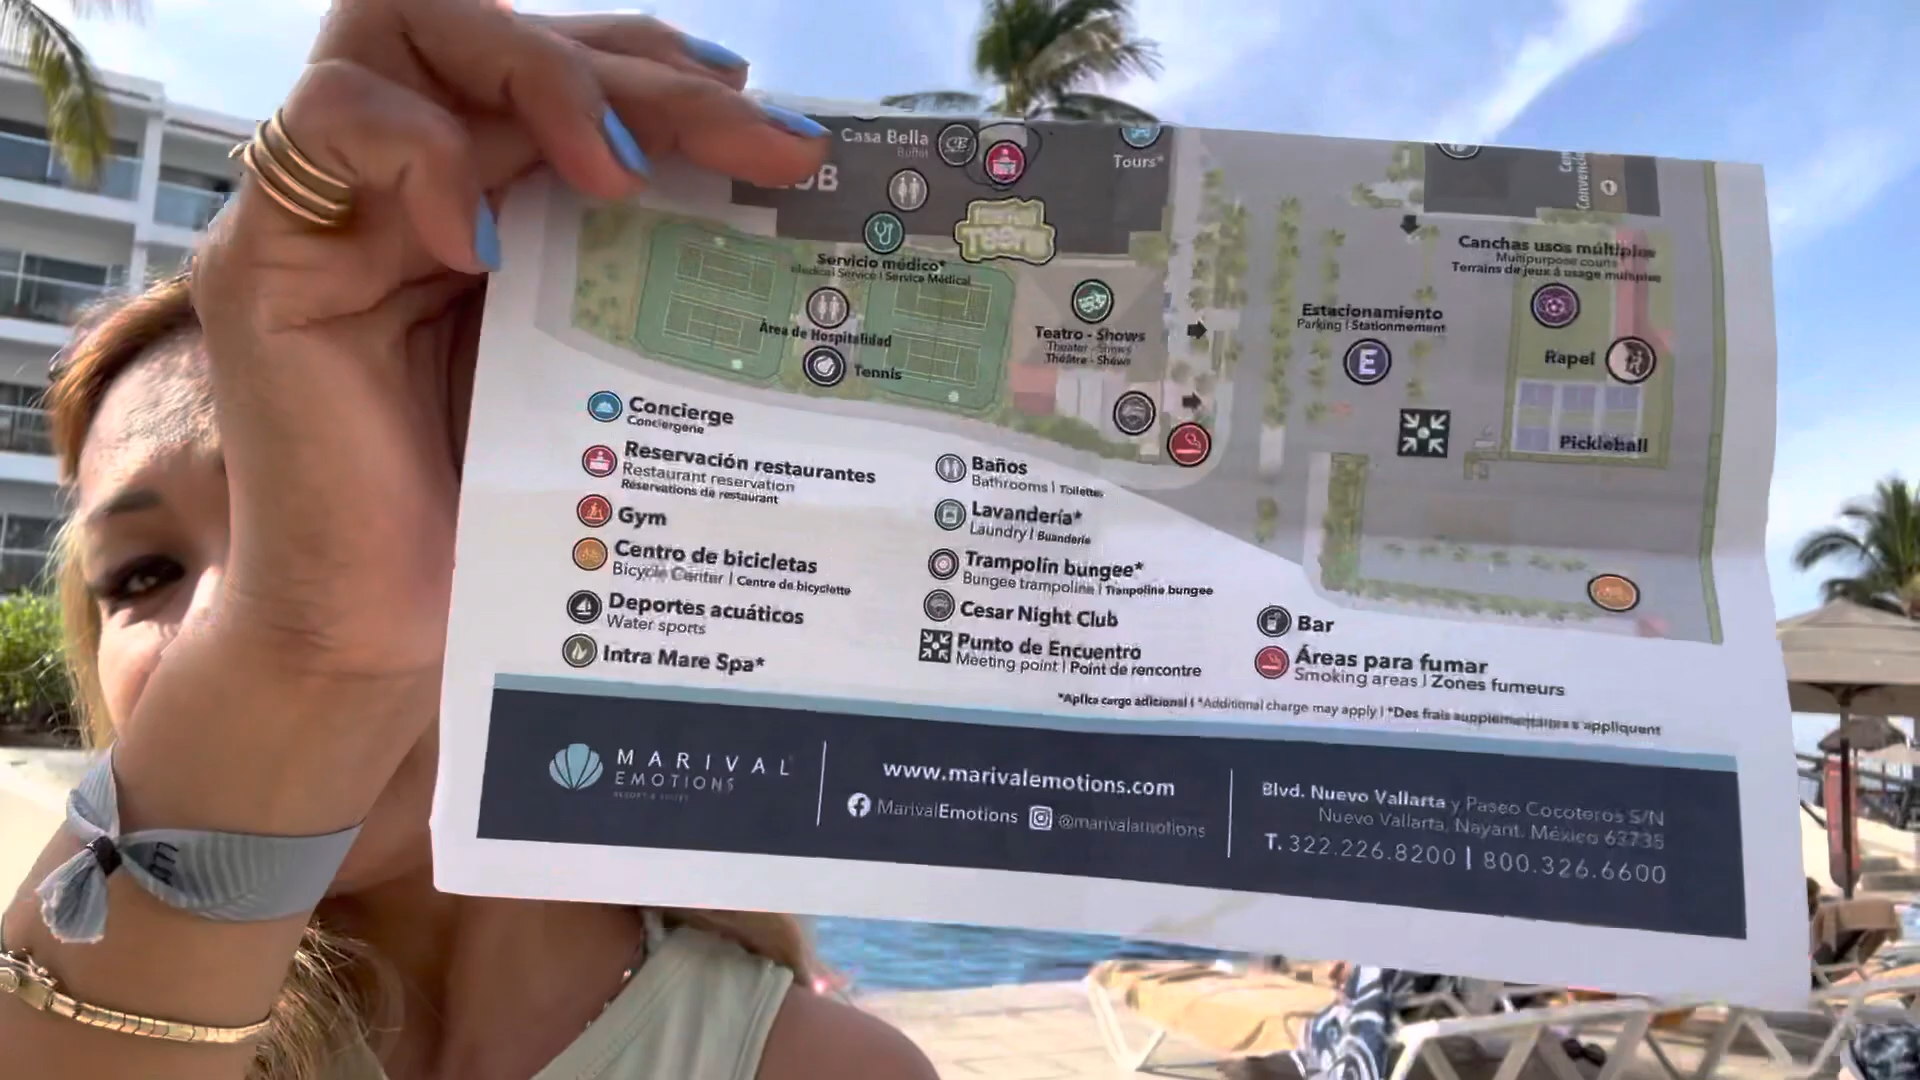 Casa Bella
Buffet
CB
Tours*
Servicio médico*
Medical Service | Service Médical
Área de Hospitalidad
Tennis
Teens
Teatro - Shows
Theater - Shows
Théâtre - Shows
Estacionamiento
Parking | Stationnement
E
Canchas usos múltiples
Multipurpose courts
Terrains de jeux à usage multiples
Rapel
Pickleball
Concierge
Conciergerie
Reservación restaurantes
Restaurant reservation
Réservations de restaurant
Gym
Centro de bicicletas
Bicycle Center | Centre de bicyclette
Deportes acuáticos
Water sports
Intra Mare Spa*
Baños
Bathrooms | Toilettes
Lavandería*
Laundry | Buanderie
Trampolín bungee*
Bungee trampoline | Trampoline bungee
Cesar Night Club
Punto de Encuentro
Meeting point | Point de rencontre
Bar
Áreas para fumar
Smoking areas | Zones fumeurs
*Aplica cargo adicional | *Additional charge may apply | *Des frais supplémentaires s'appliquent
MARIVAL
EMOTIONS
RESORT & SUITES
www.marivalemotions.com
MarivalEmotions @marivalemotions
Blvd. Nuevo Vallarta y Paseo Cocoteros S/N
Nuevo Vallarta, Nayarit. México 63735
T. 322.226.8200 | 800.326.6600